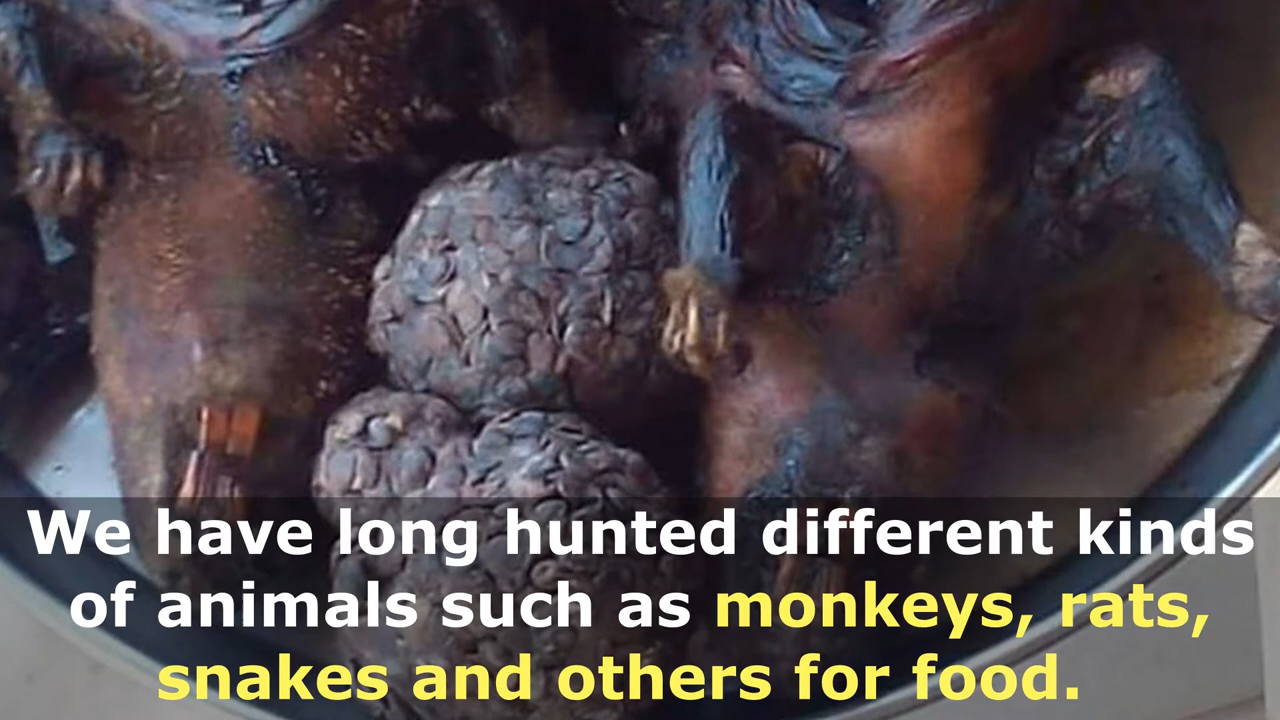 We have long hunted different kinds
of animals such as monkeys, rats,
snakes and others for food.